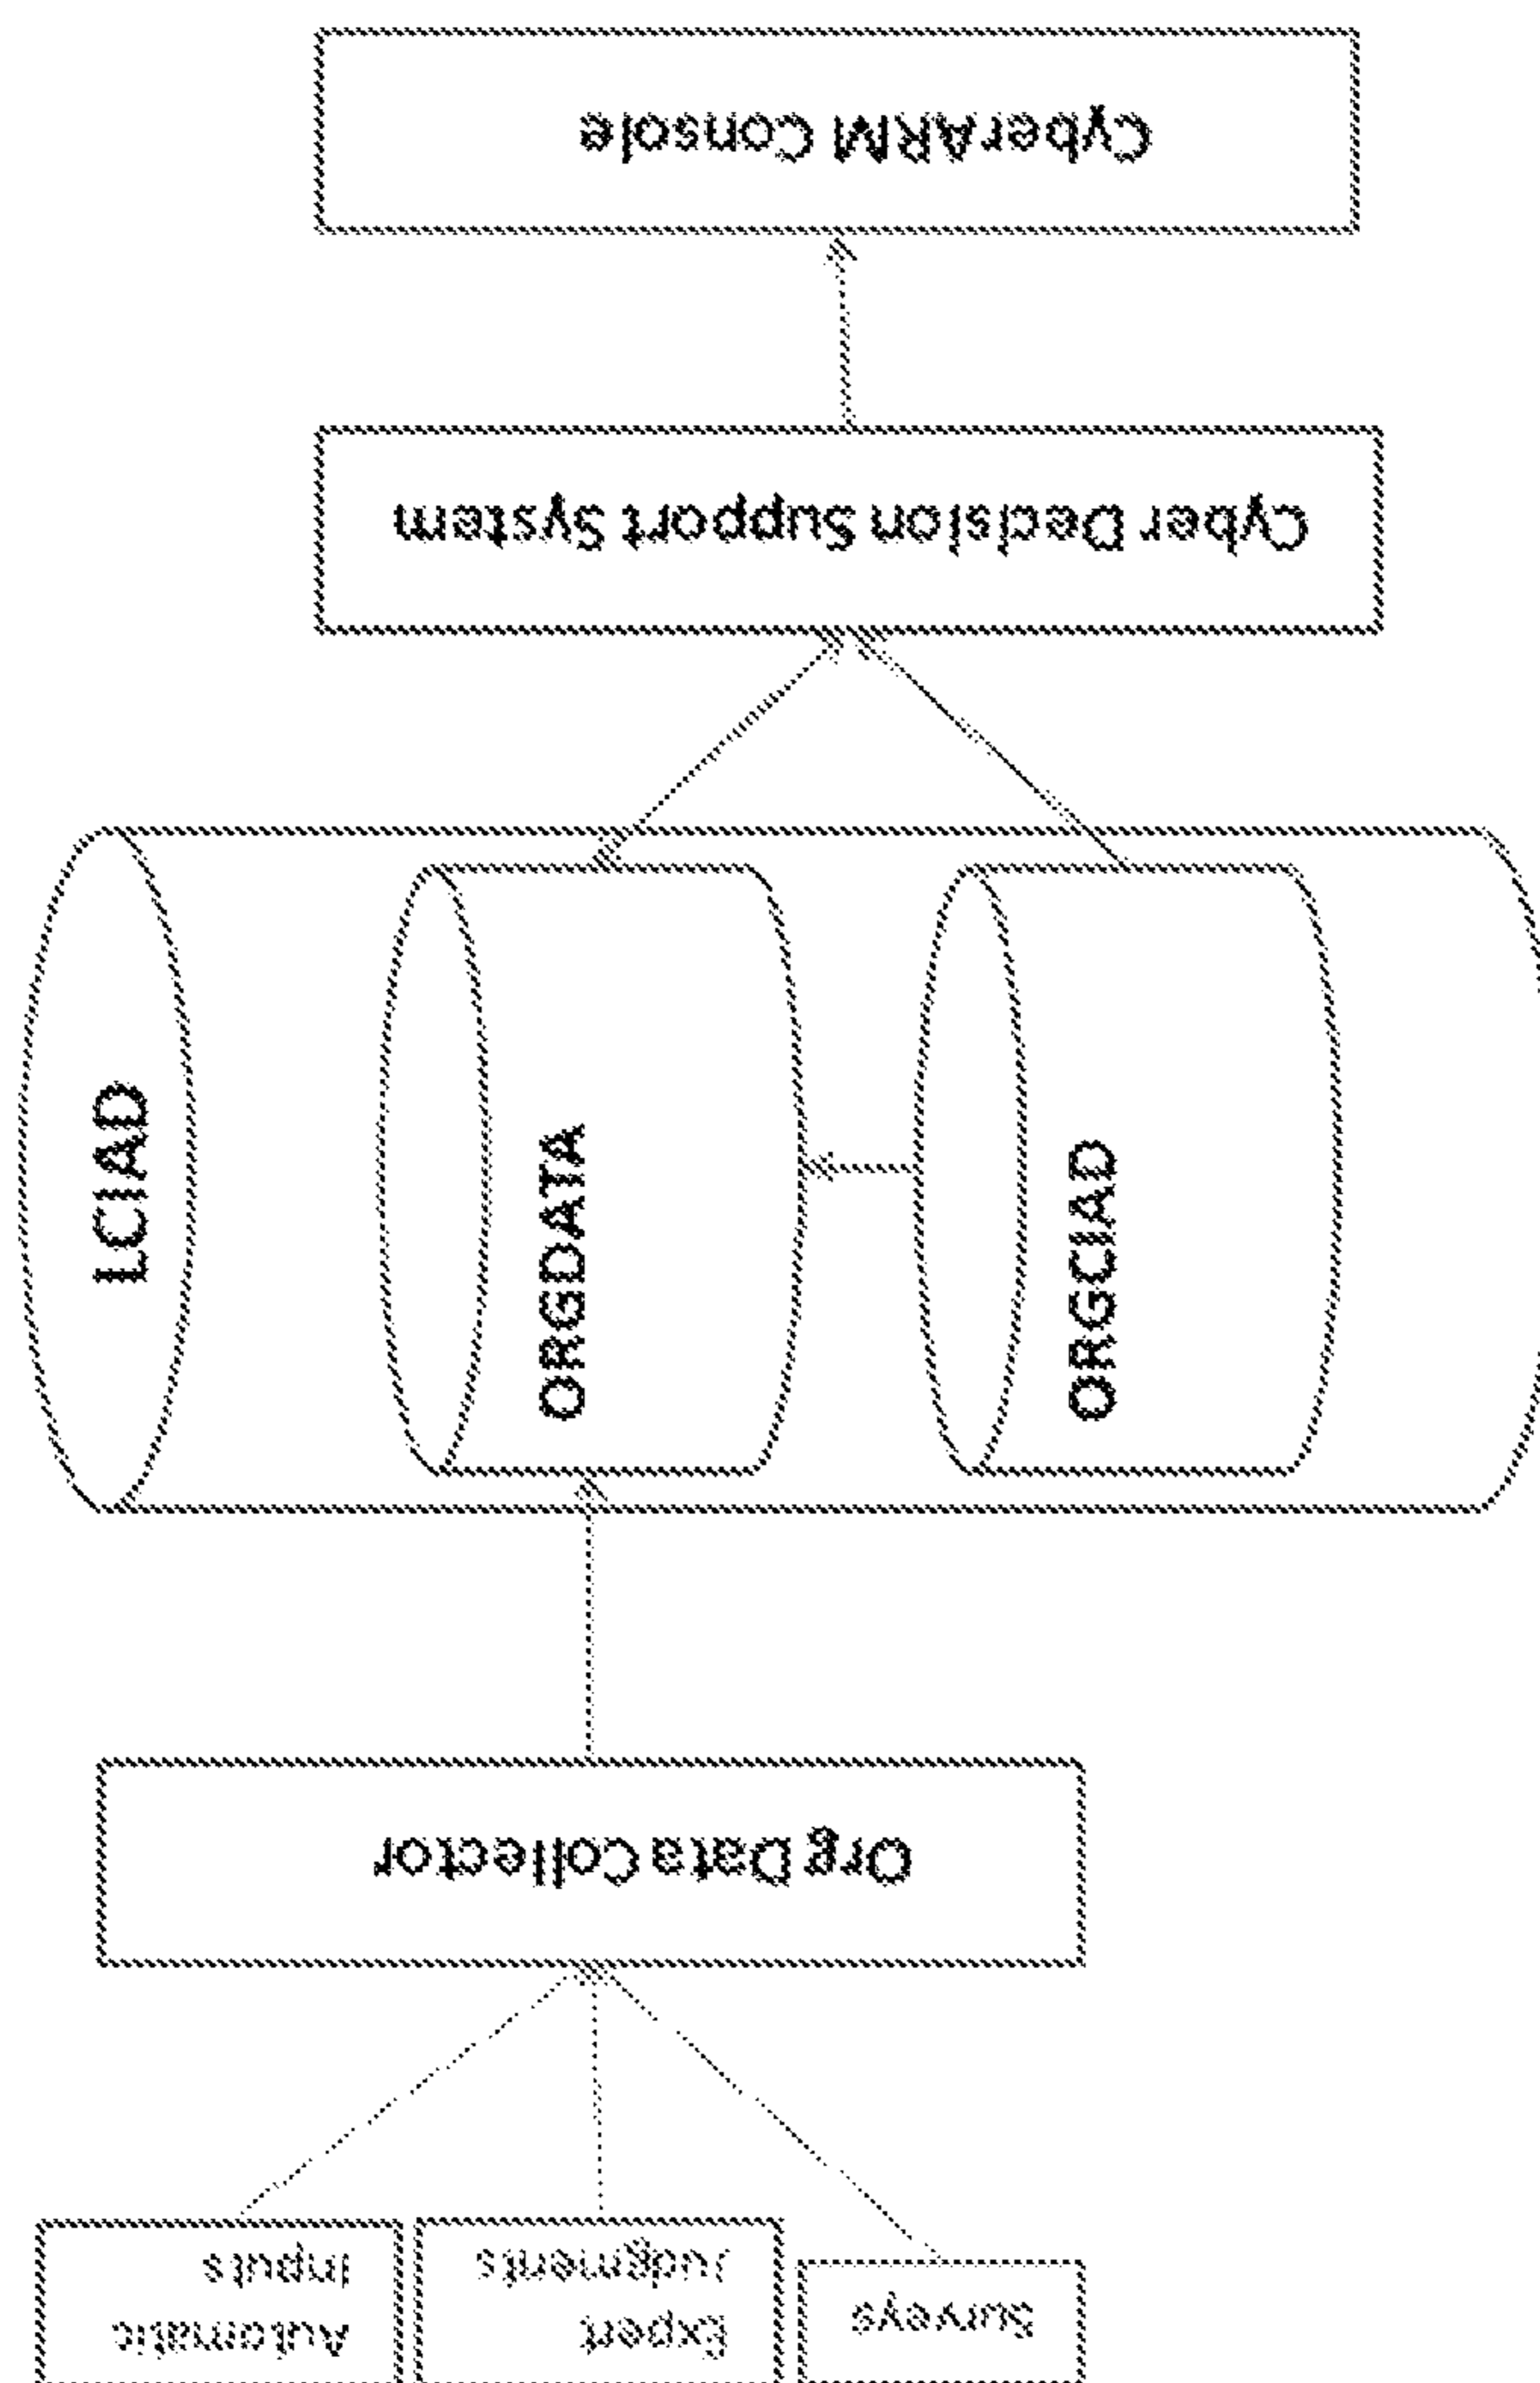 CyberARM Console
Cyber Decision Support System
LCIAD
ORGDATA
ORGCIAD
Org Data Collector
Automatic
Inputs
Expert
Judgments
Surveys